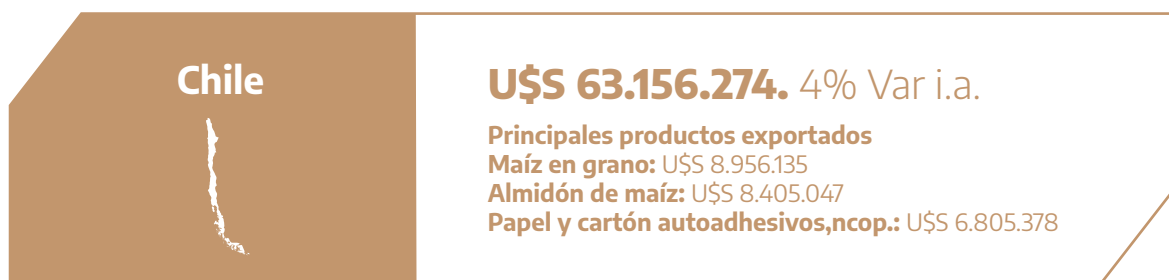 Chile
U$S 63.156.274. 4% Var i.a.
Principales productos exportados
Maíz en grano: U$S 8.956.135
Almidón de maíz: U$S 8.405.047
Papel y cartón autoadhesivos,ncop.: U$S 6.805.378